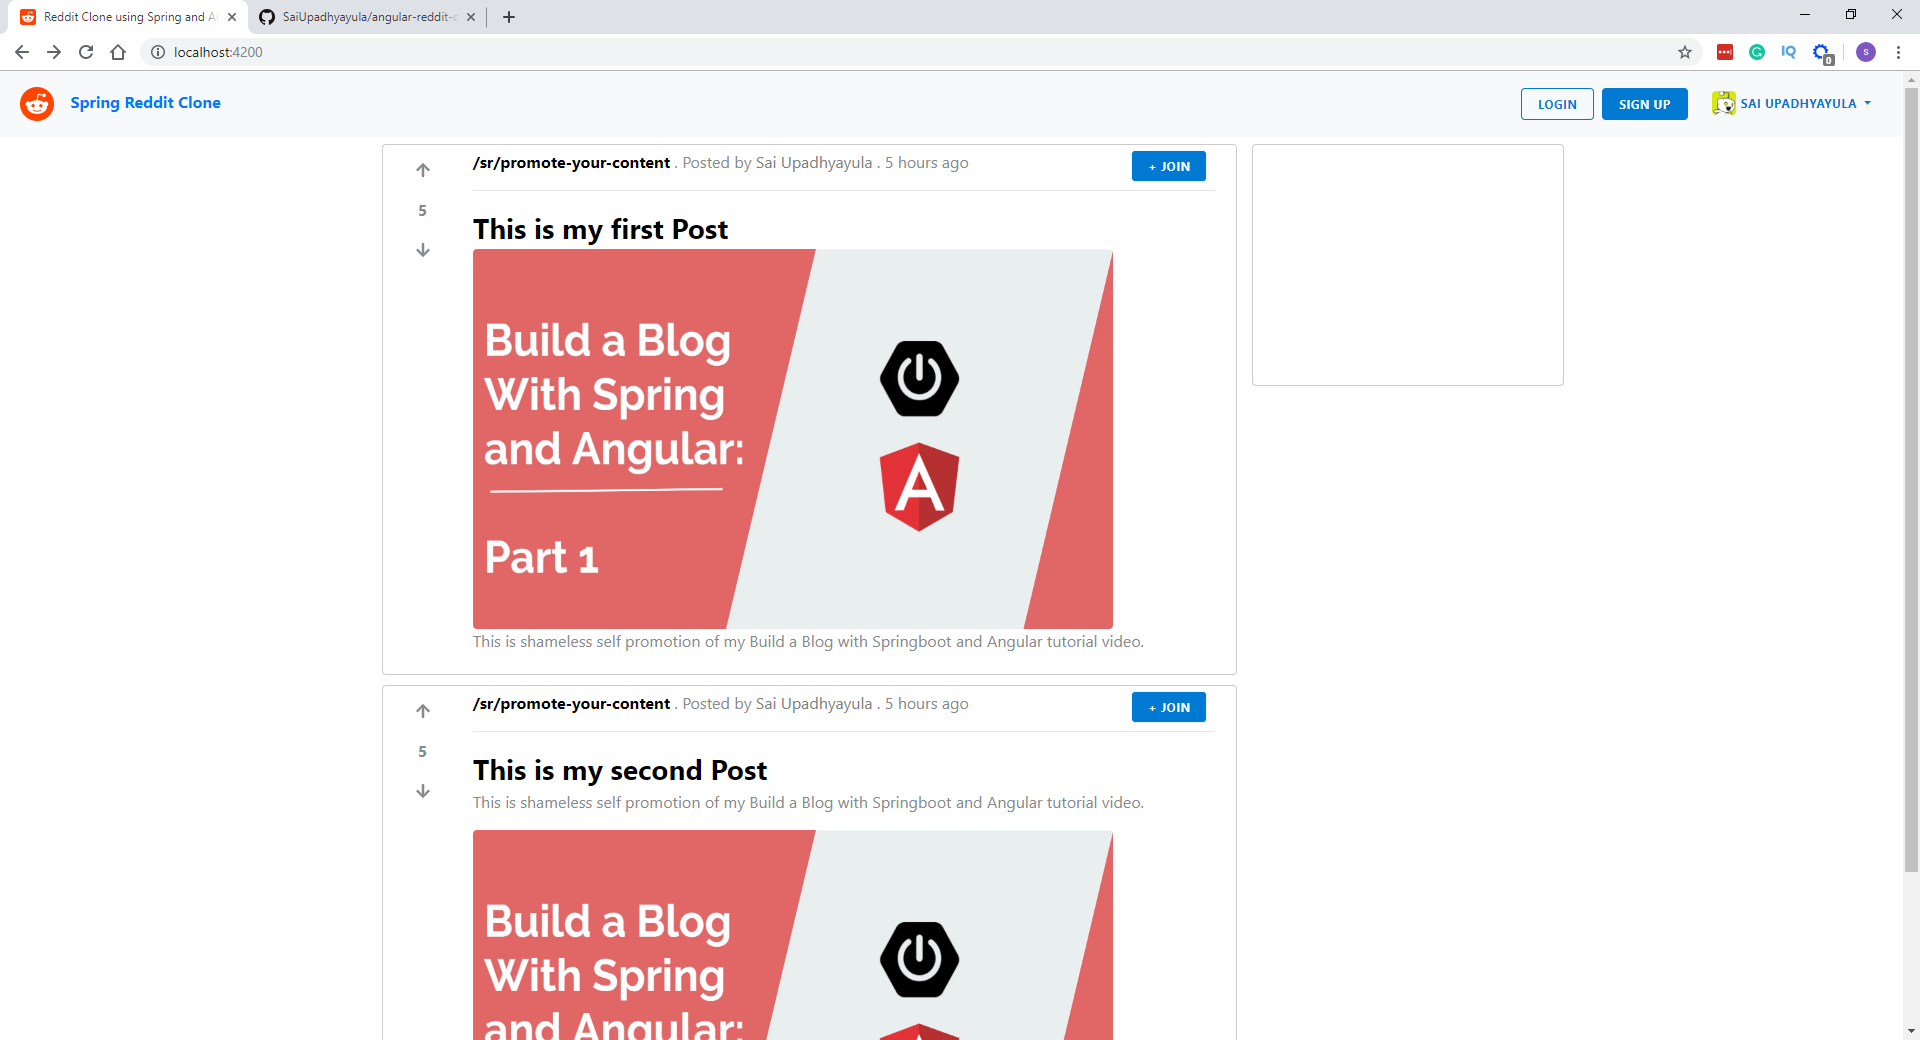 Reddit Clone using Spring and A
SaiUpadhyayula/angular-reddit-c
localhost:4200
IQ
0
S
Spring Reddit Clone
LOGIN
SIGN UP
SAI UPADHYAYULA
/sr/promote-your-content . Posted by Sai Upadhyayula . 5 hours ago
+ JOIN
5
This is my first Post
Build a Blog
With Spring
and Angular:
Part 1
This is shameless self promotion of my Build a Blog with Springboot and Angular tutorial video.
/sr/promote-your-content . Posted by Sai Upadhyayula . 5 hours ago
+ JOIN
5
This is my second Post
This is shameless self promotion of my Build a Blog with Springboot and Angular tutorial video.
Build a Blog
With Spring
and Angular: